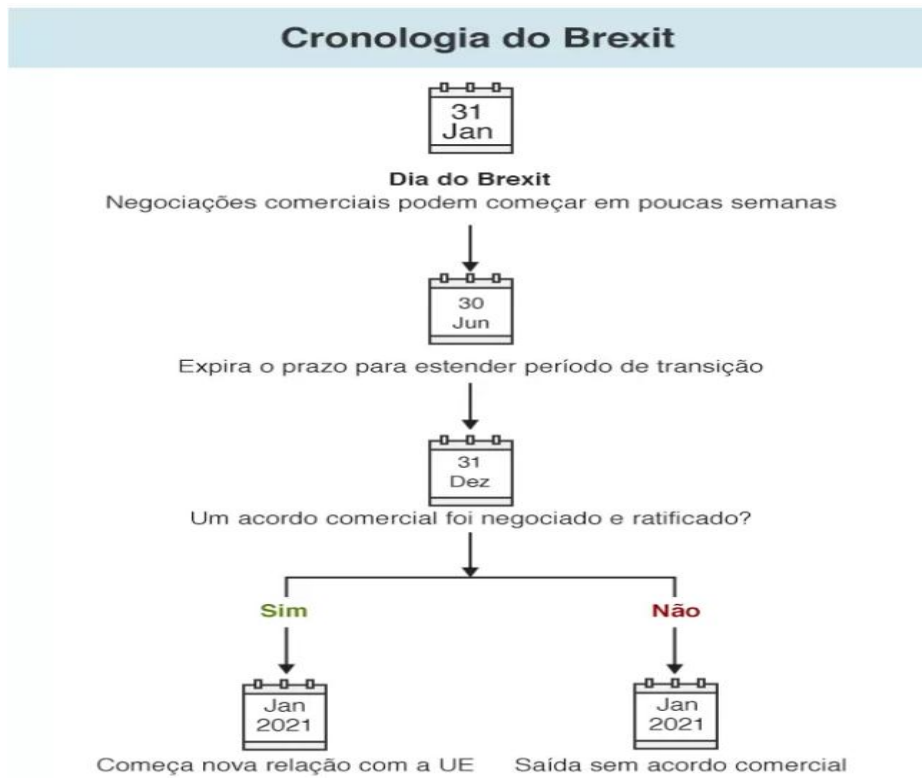 Cronologia do Brexit
31
Jan
Dia do Brexit
Negociações comerciais podem começar em poucas semanas
30
Jun
Expira o prazo para estender período de transição
31
Dez
Um acordo comercial foi negociado e ratificado?
Sim
Não
Jan
2021
Começa nova relação com a UE
Jan
2021
Saída sem acordo comercial